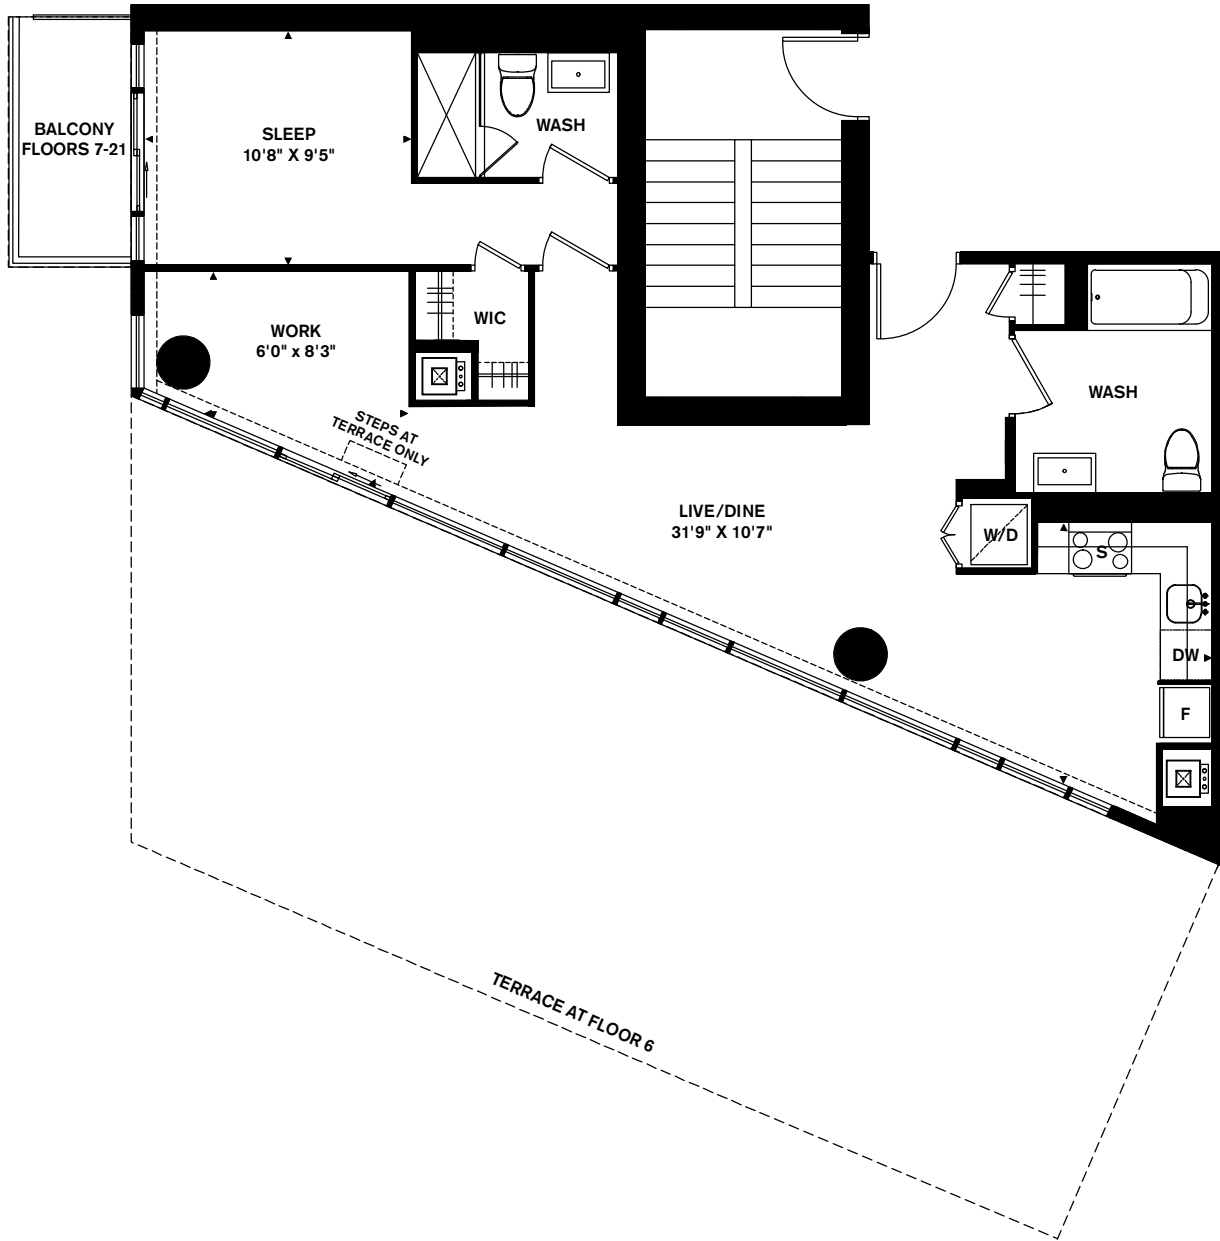 BALCONY
FLOORS 7-21
SLEEP
10'8" X 9'5"
WASH
WORK
6'0" x 8'3"
WIC
WASH
STEPS AT
TERRACE ONLY
LIVE/DINE
31'9" X 10'7"
W/D
S
DW
F
TERRACE AT FLOOR 6